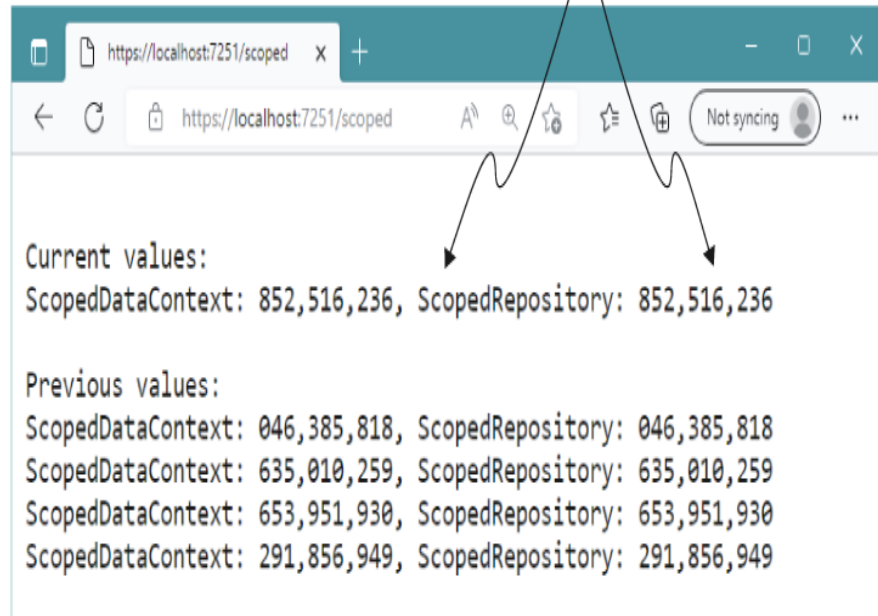 https://localhost:7251/scoped
https://localhost:7251/scoped
Not syncing
Current values:
ScopedDataContext: 852,516,236, ScopedRepository: 852,516,236
Previous values:
ScopedDataContext: 046,385,818, ScopedRepository: 046,385,818
ScopedDataContext: 635,010,259, ScopedRepository: 635,010,259
ScopedDataContext: 653,951,930, ScopedRepository: 653,951,930
ScopedDataContext: 291,856,949, ScopedRepository: 291,856,949